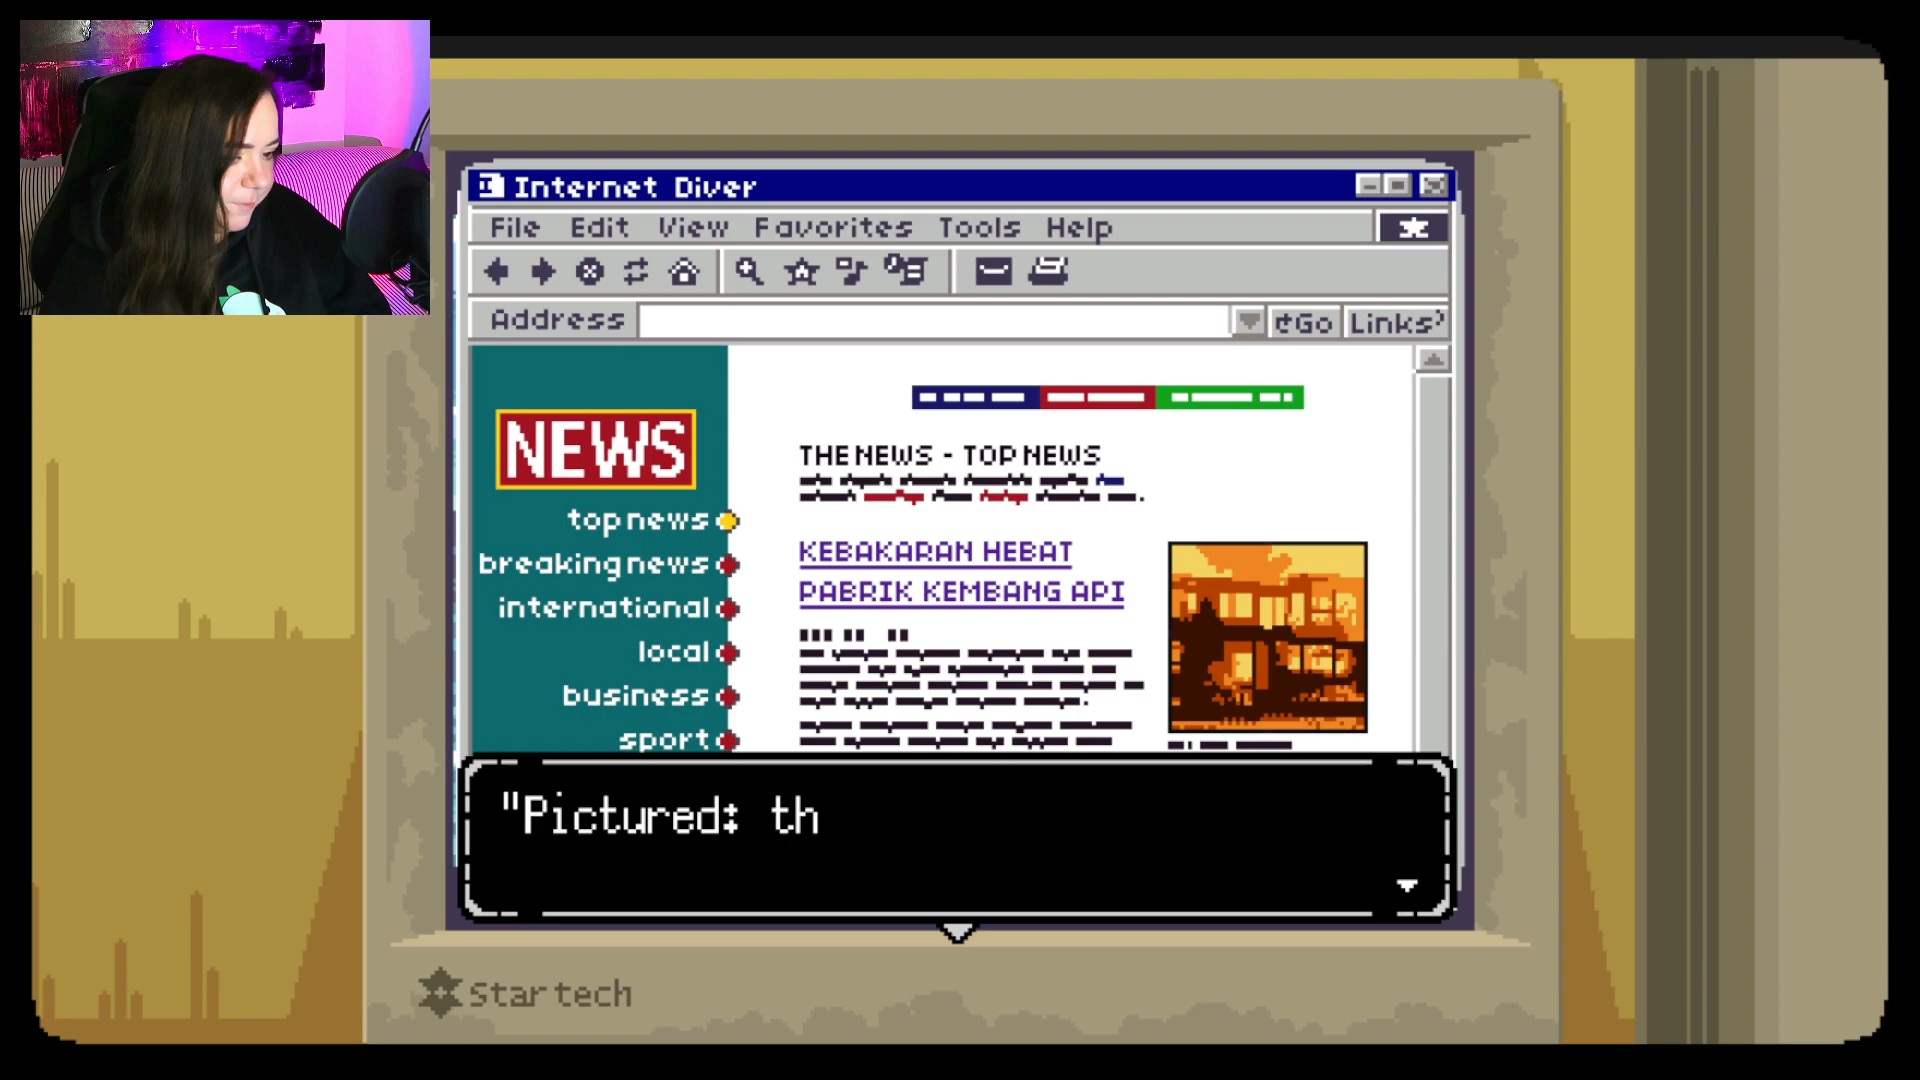 Internet Diver
File Edit View Favorites Tools Help
Address
Go
Links
NEWS
top news
breaking news
international
local
business
sport
THE NEWS - TOP NEWS
KEBAKARAN HEBAT
PABRIK KEMBANG API
"Pictured: th
Star tech